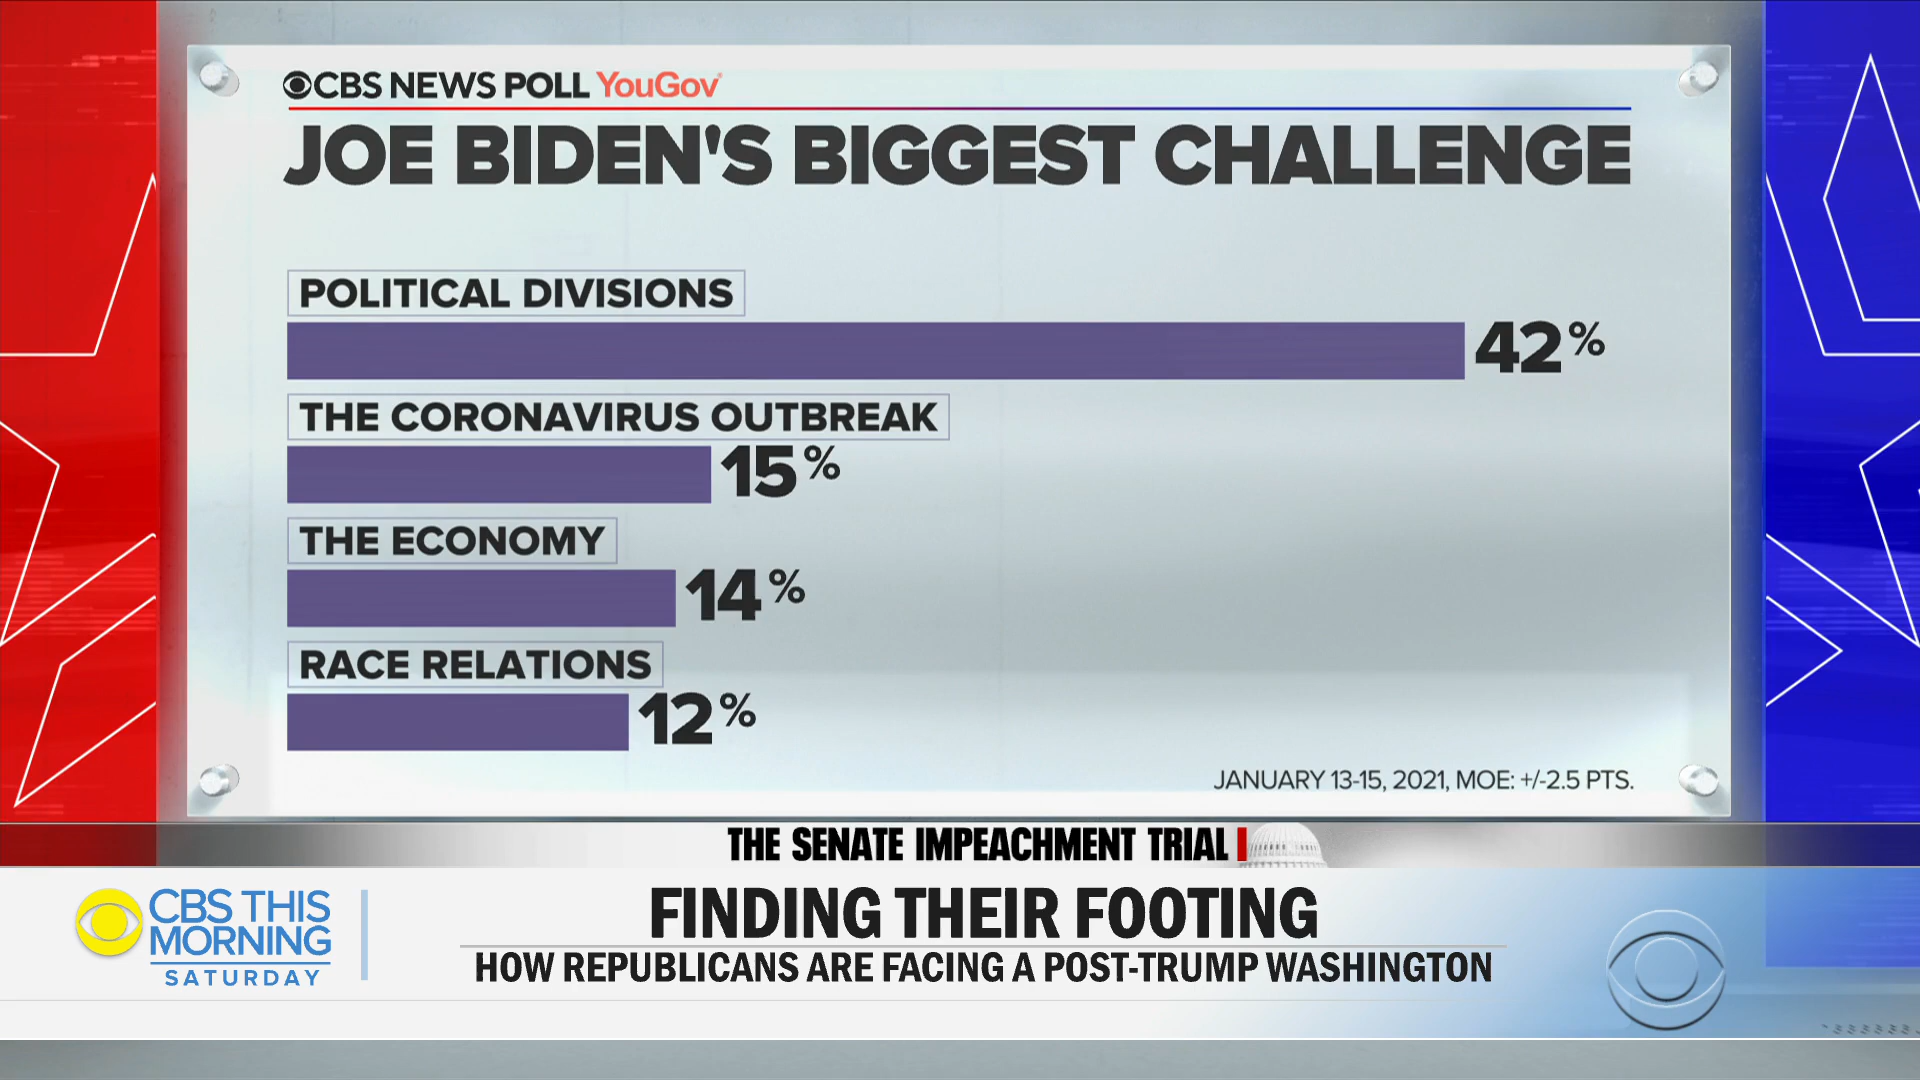 CBS NEWS POLL YouGov
JOE BIDEN'S BIGGEST CHALLENGE
POLITICAL DIVISIONS
42%
THE CORONAVIRUS OUTBREAK
15%
THE ECONOMY
14%
RACE RELATIONS
12%
JANUARY 13-15, 2021, MOE: +/-2.5 PTS.
THE SENATE IMPEACHMENT TRIAL
CBS THIS
MORNING
SATURDAY
FINDING THEIR FOOTING
HOW REPUBLICANS ARE FACING A POST-TRUMP WASHINGTON